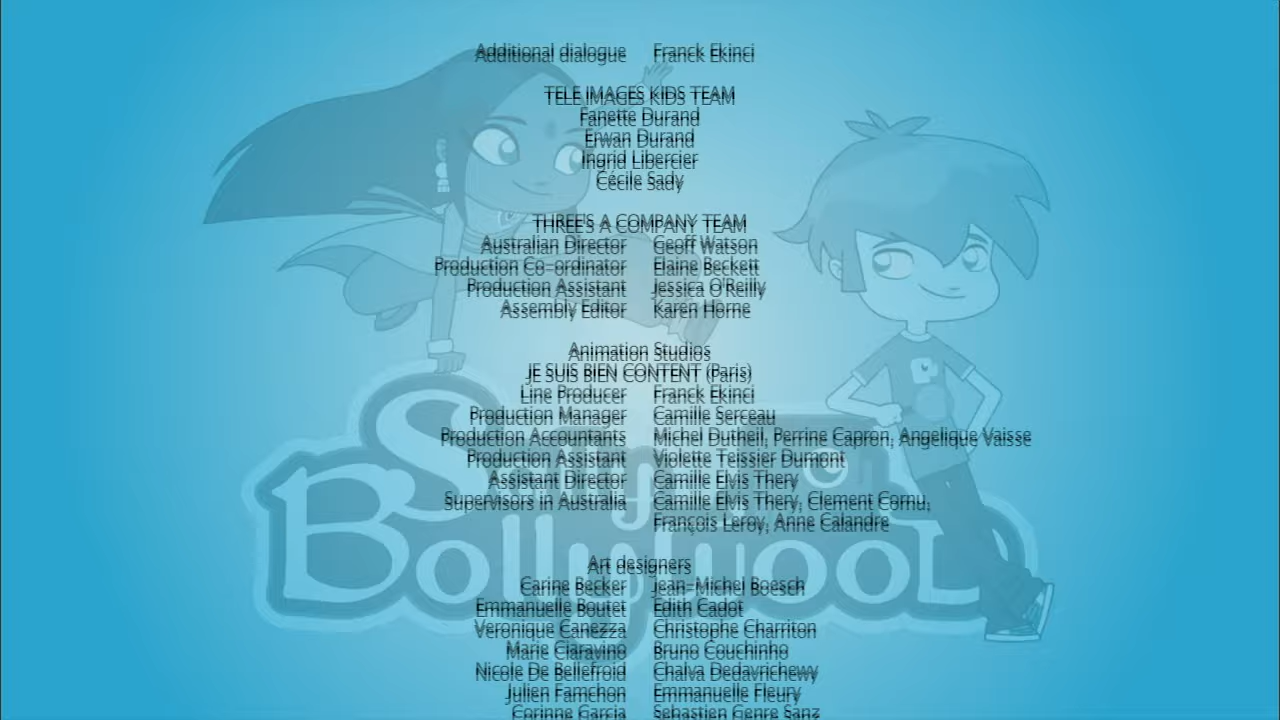 Additional dialogue Franck Ekinci
TELE IMAGES KIDS TEAM
Fanette Durand
Erwan Durand
Ingrid Libercier
Cécile Sady
THREE'S A COMPANY TEAM
Australian Director Geoff Watson
Production Co-ordinator Elaine Beckett
Production Assistant Jessica O'Reilly
Assembly Editor Karen Horne
Animation Studios
JE SUIS BIEN CONTENT (Paris)
Line Producer Franck Ekinci
Production Manager Camille Serceau
Production Accountants Michel Dutheil, Perrine Capron, Angelique Vaisse
Production Assistant Violette Teissier Dumont
Assistant Director Camille Elvis Thery
Supervisors in Australia Camille Elvis Thery, Clement Cornu,
François Leroy, Anne Calandre
Art designers
Carine Becker Jean-Michel Boesch
Emmanuelle Boutet Edith Cadot
Veronique Canezza Christophe Charriton
Marie Ciaravino Bruno Couchinho
Nicole De Bellefroid Chalva Dedavrichewy
Julien Famchon Emmanuelle Fleury
Corinne Garcia Sebastien Genre Sanz
Bollywood